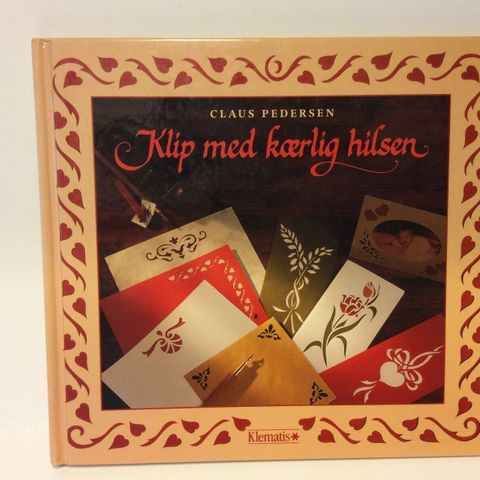 CLAUS PEDERSEN
Klip med kærlig hilsen
Klematis